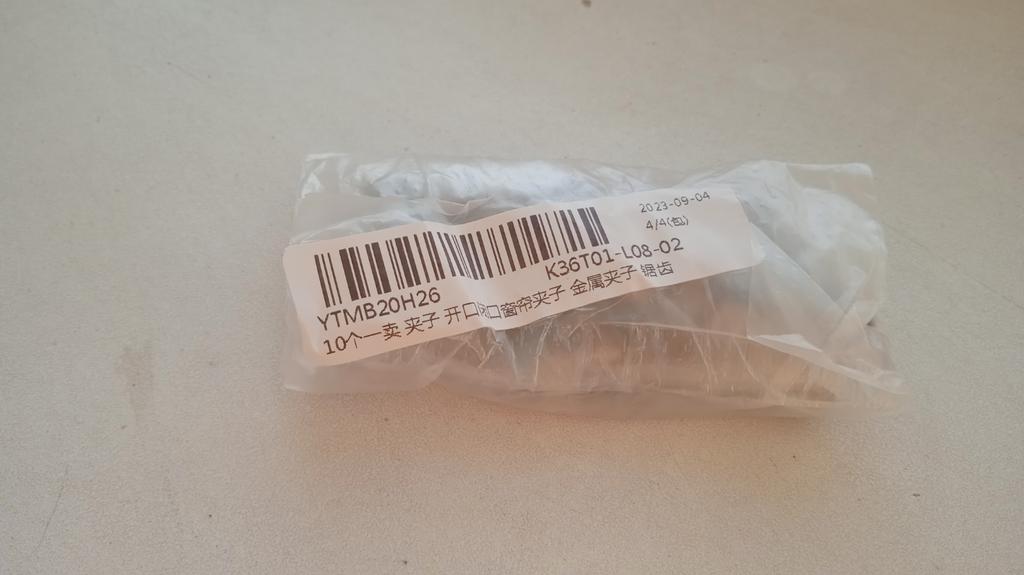 2023-09-04
4/4(包)
YTMB20H26
K36T01-L08-02
10个一卖 夹子 开口 口窗帘夹子 金属夹子 锯齿